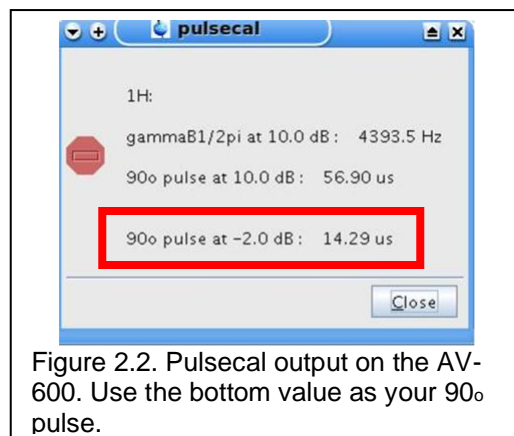 pulsecal
1H:
gammaB1/2pi at 10.0 dB : 4393.5 Hz
90o pulse at 10.0 dB : 56.90 us
90o pulse at -2.0 dB : 14.29 us
Close
Figure 2.2. Pulsecal output on the AV-
600. Use the bottom value as your 90o
pulse.